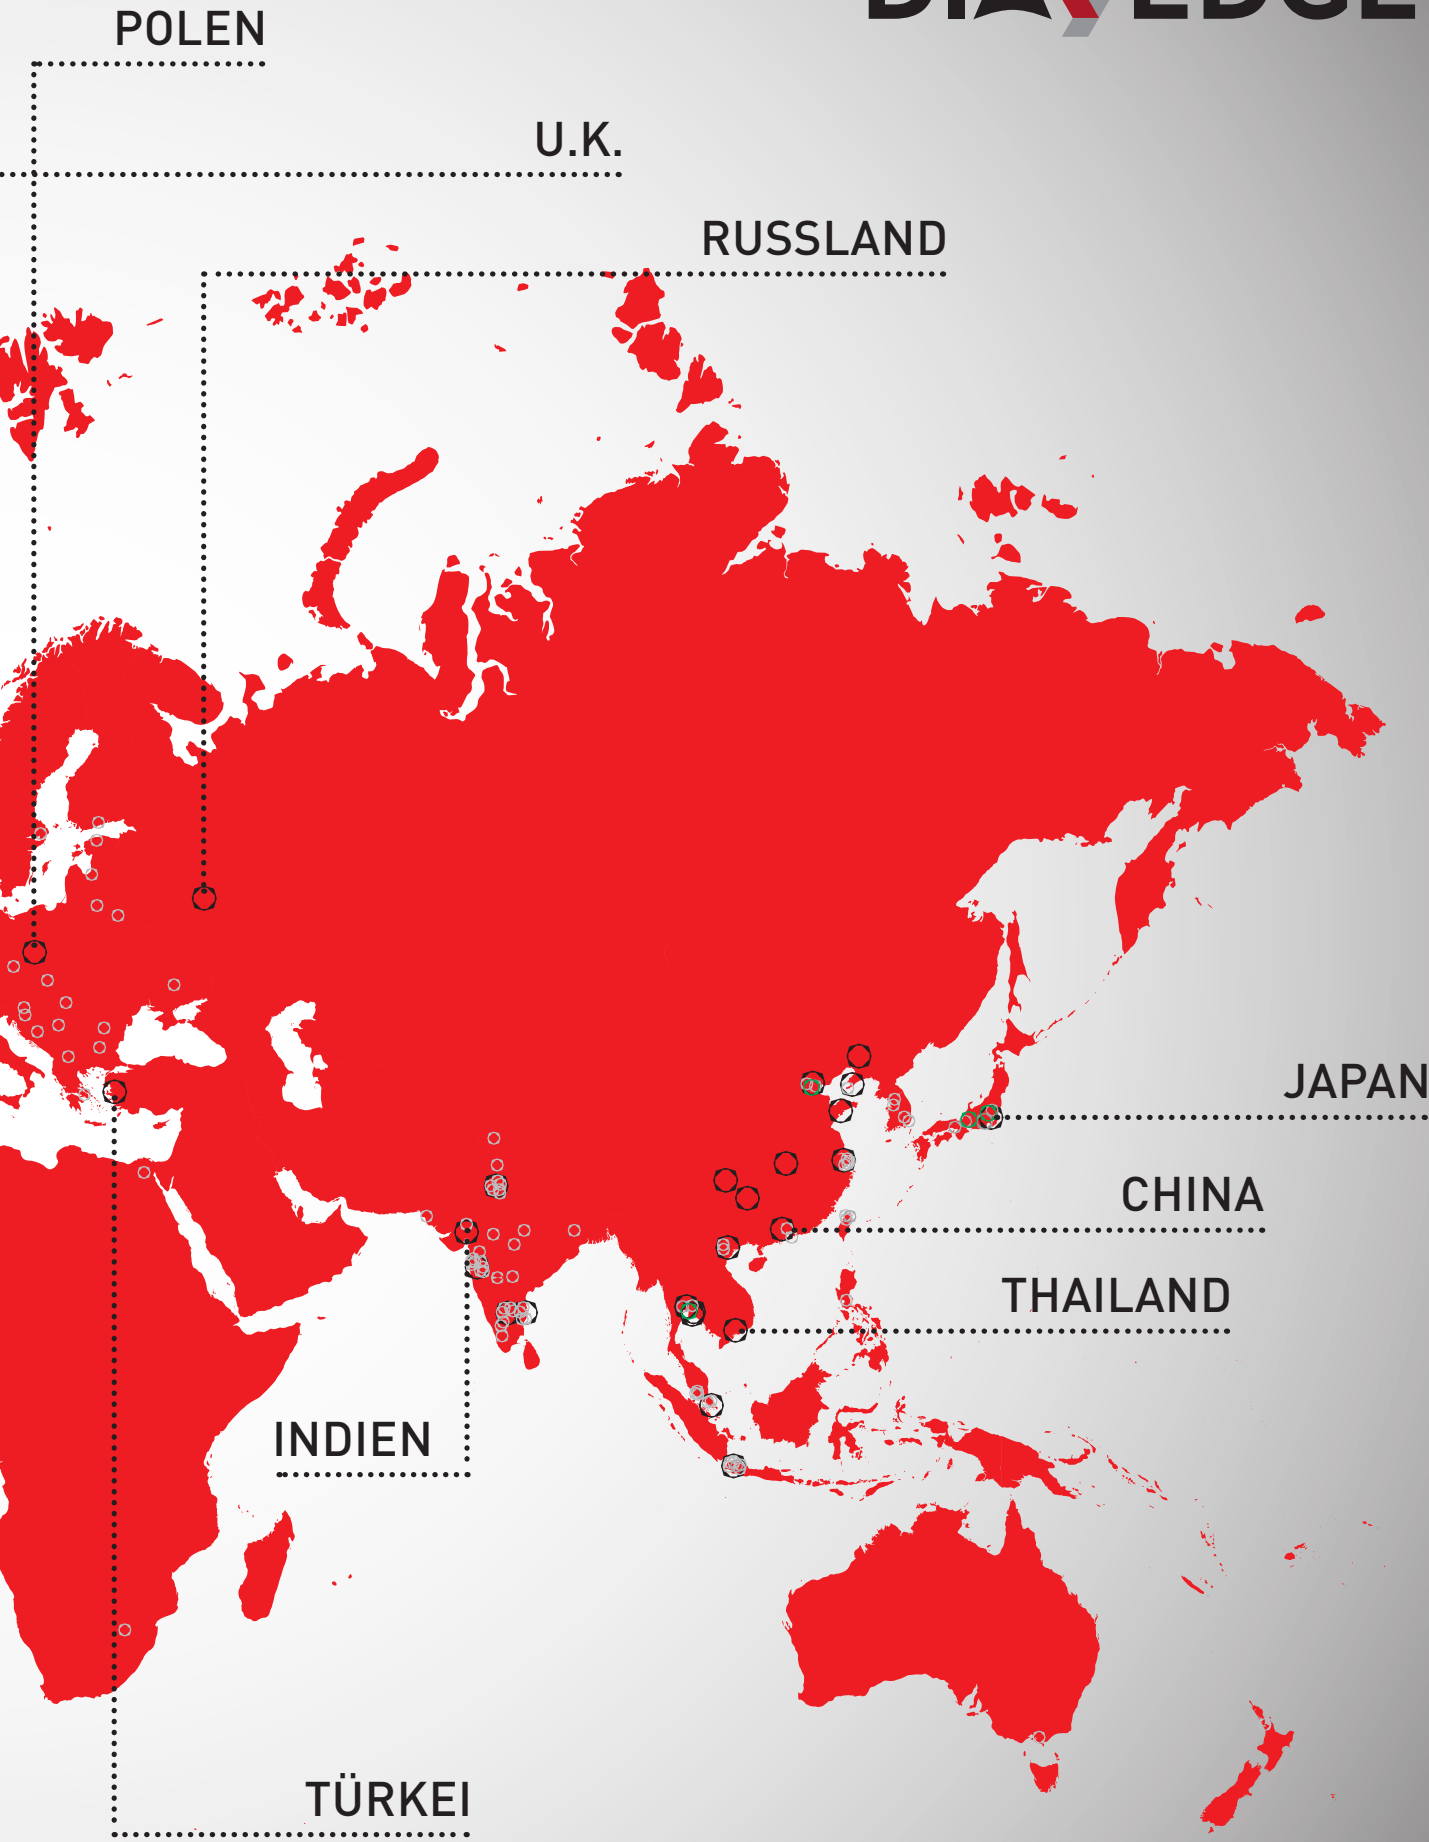 POLEN
U.K.
RUSSLAND
JAPAN
CHINA
THAILAND
INDIEN
TÜRKEI